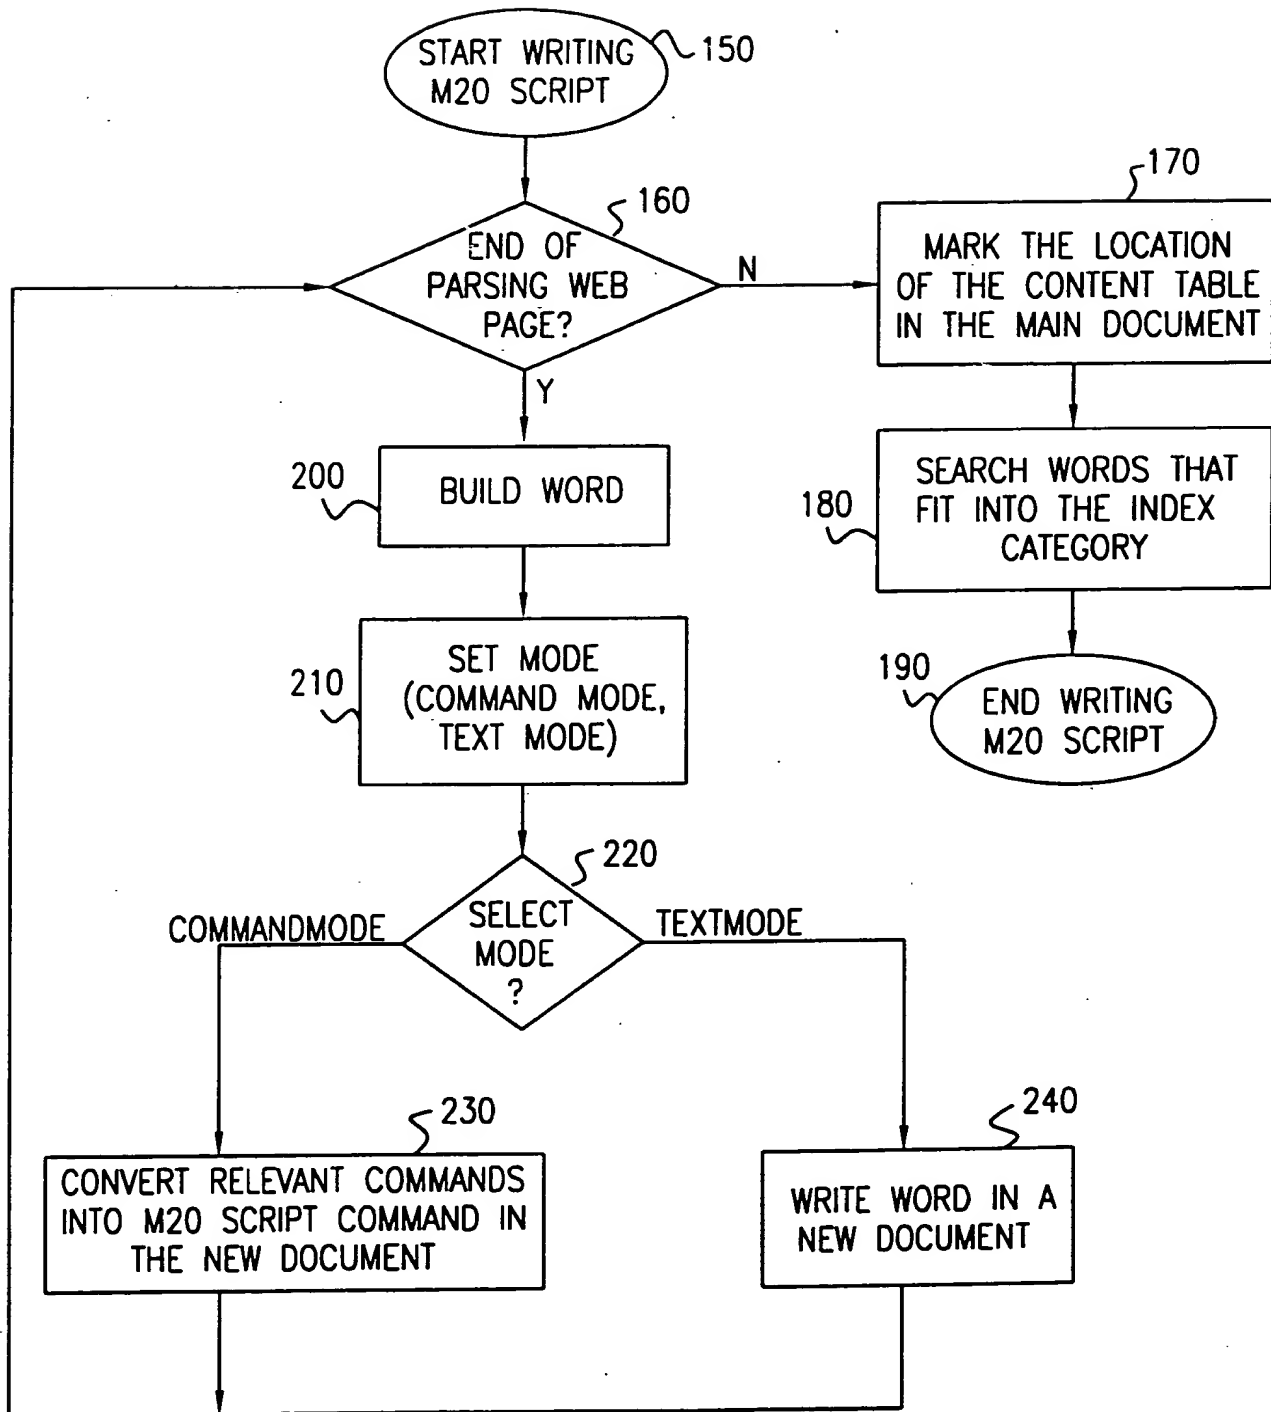 START WRITING
M20 SCRIPT
150
160
END OF
PARSING WEB
PAGE?
N
Y
170
MARK THE LOCATION
OF THE CONTENT TABLE
IN THE MAIN DOCUMENT
200
BUILD WORD
180
SEARCH WORDS THAT
FIT INTO THE INDEX
CATEGORY
210
SET MODE
(COMMAND MODE,
TEXT MODE)
190
END WRITING
M20 SCRIPT
220
SELECT
MODE
?
COMMANDMODE
TEXTMODE
230
CONVERT RELEVANT COMMANDS
INTO M20 SCRIPT COMMAND IN
THE NEW DOCUMENT
240
WRITE WORD IN A
NEW DOCUMENT